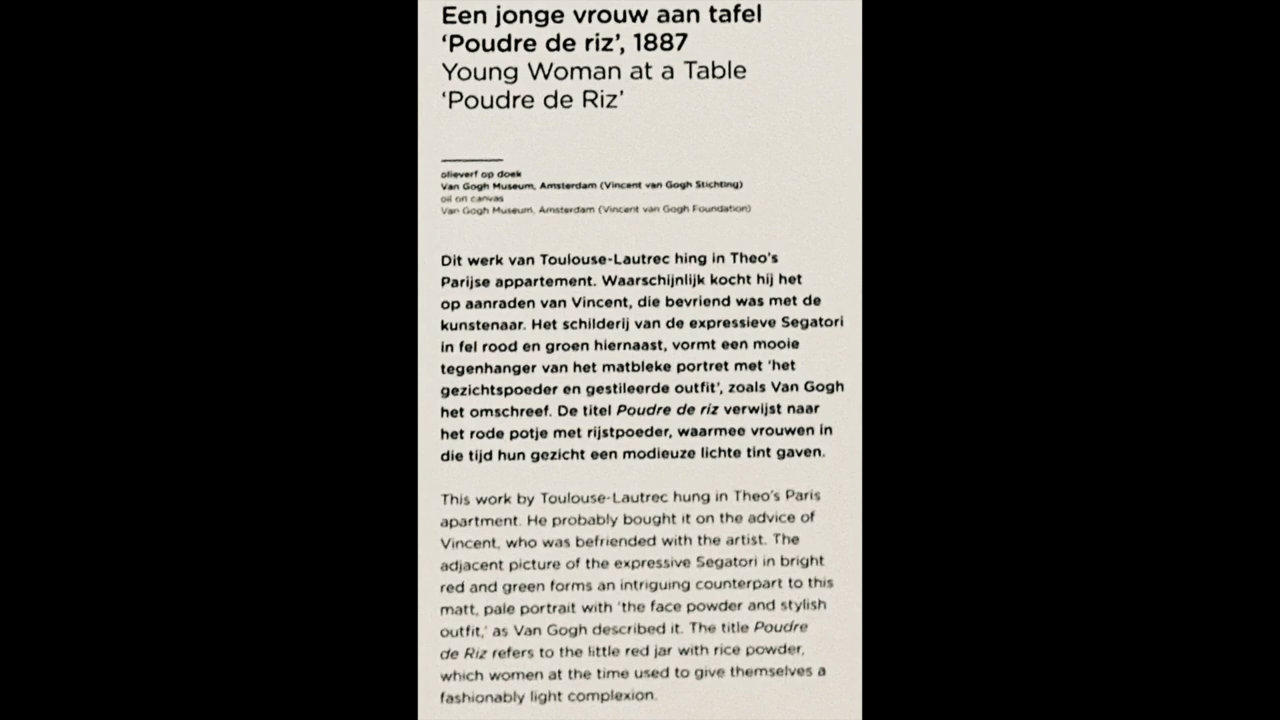 Een jonge vrouw aan tafel
‘Poudre de riz’, 1887
Young Woman at a Table
‘Poudre de Riz’
olieverf op doek
Van Gogh Museum, Amsterdam (Vincent van Gogh Stichting)
oil on canvas
Van Gogh Museum, Amsterdam (Vincent van Gogh Foundation)
Dit werk van Toulouse-Lautrec hing in Theo’s
Parijse appartement. Waarschijnlijk kocht hij het
op aanraden van Vincent, die bevriend was met de
kunstenaar. Het schilderij van de expressieve Segatori
in fel rood en groen hiernaast, vormt een mooie
tegenhanger van het matbleke portret met ‘het
gezichtspoeder en gestileerde outfit’, zoals Van Gogh
het omschreef. De titel Poudre de riz verwijst naar
het rode potje met rijstpoeder, waarmee vrouwen in
die tijd hun gezicht een modieuze lichte tint gaven.
This work by Toulouse-Lautrec hung in Theo’s Paris
apartment. He probably bought it on the advice of
Vincent, who was befriended with the artist. The
adjacent picture of the expressive Segatori in bright
red and green forms an intriguing counterpart to this
matt, pale portrait with ‘the face powder and stylish
outfit,’ as Van Gogh described it. The title Poudre
de Riz refers to the little red jar with rice powder,
which women at the time used to give themselves a
fashionably light complexion.